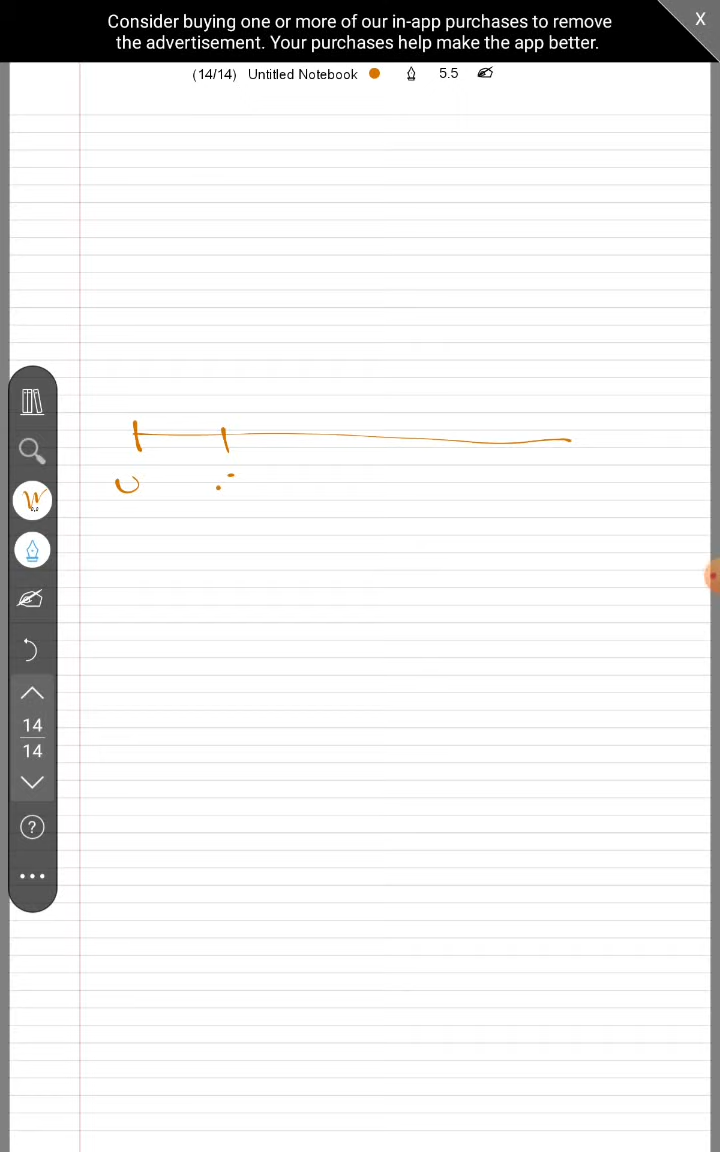 Consider buying one or more of our in-app purchases to remove
the advertisement. Your purchases help make the app better.
X
(14/14) Untitled Notebook 5.5
14
14
?